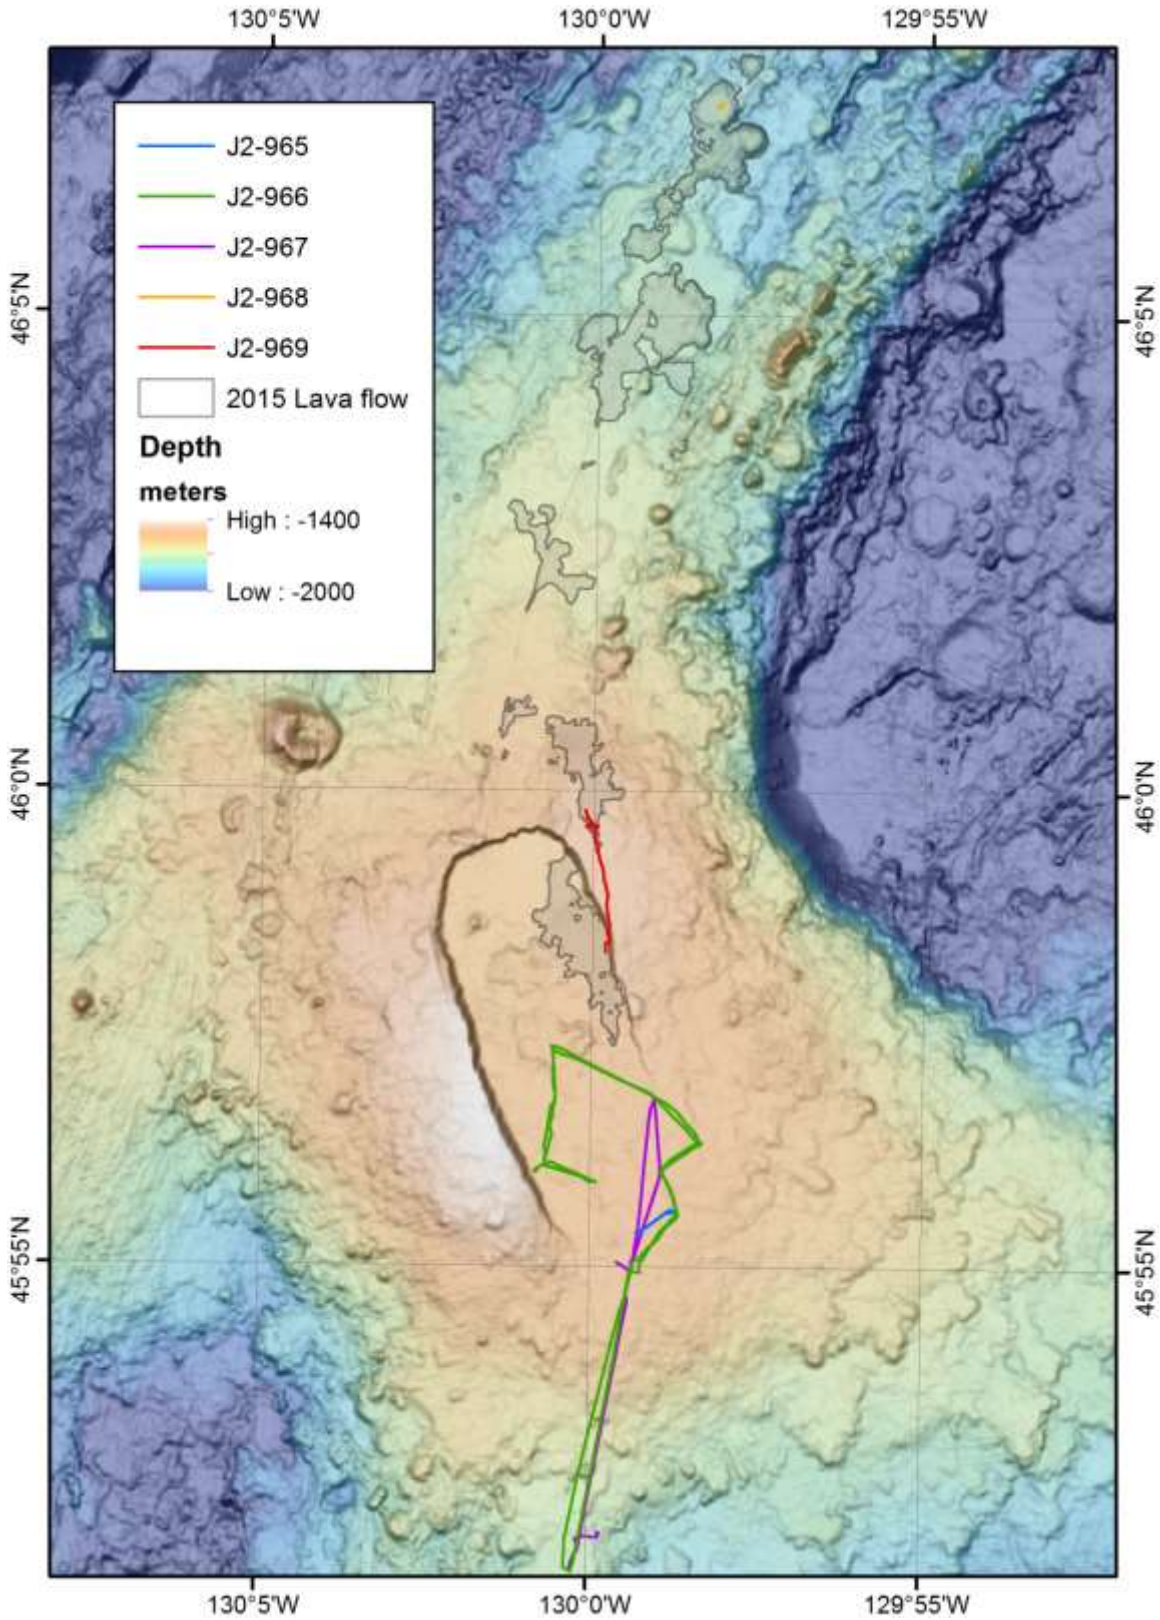 130°5'W 130°0'W 129°55'W
J2-965
J2-966
J2-967
J2-968
J2-969
2015 Lava flow
Depth
meters
High : -1400
Low : -2000
46°5'N 46°5'N
46°0'N 46°0'N
45°55'N 45°55'N
130°5'W 130°0'W 129°55'W